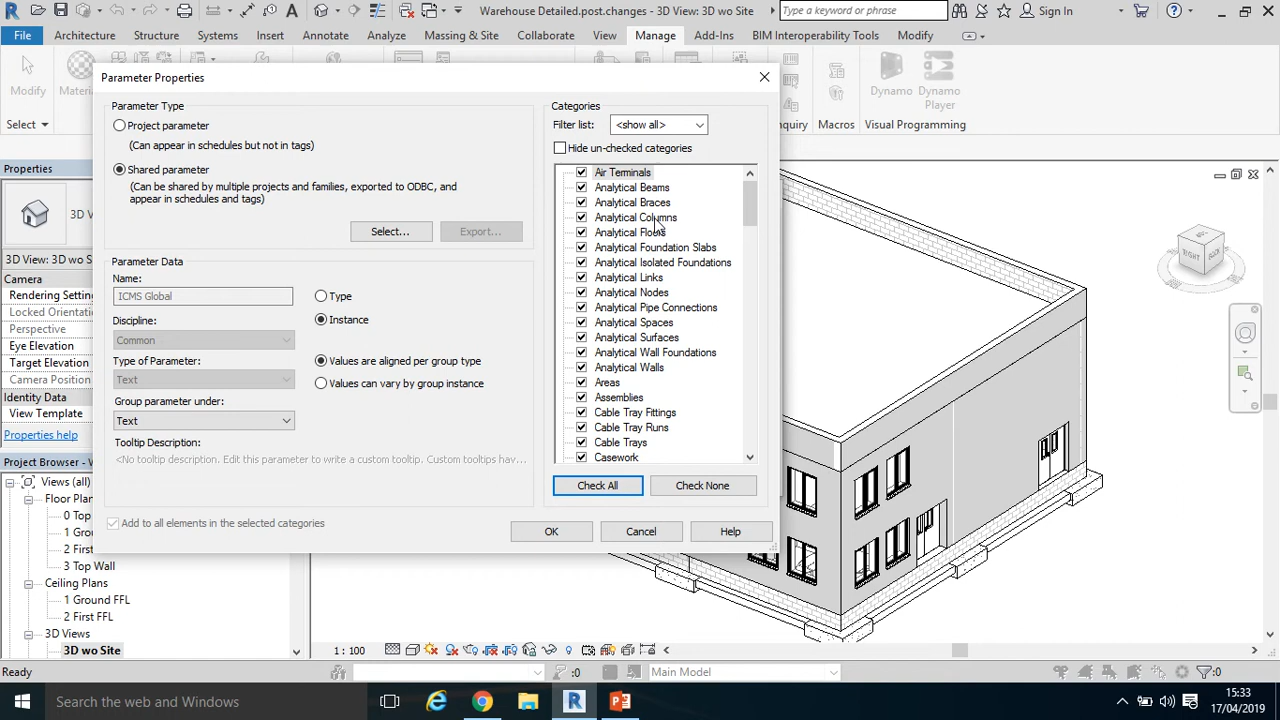 Warehouse Detailed.post.changes - 3D View: 3D wo Site
Type a keyword or phrase
Sign In
File Architecture Structure Systems Insert Annotate Analyze Massing & Site Collaborate View Manage Add-Ins BIM Interoperability Tools Modify
Modify
Dynamo Dynamo
Player
Select
Macros Visual Programming
Properties
3D View: 3D wo
Camera
Rendering Setting
Perspective
Eye Elevation
Target Elevation
Camera Position
Identity Data
View Template
Properties help
Project Browser - W
Views (all)
Floor Plan
0 Top
1 Grou
2 First
3 Top Wall
Ceiling Plans
1 Ground FFL
2 First FFL
3D Views
3D wo Site
Parameter Properties
Parameter Type
Project parameter
(Can appear in schedules but not in tags)
Shared parameter
(Can be shared by multiple projects and families, exported to ODBC, and
appear in schedules and tags)
Select... Export...
Parameter Data
Name:
ICMS Global
Type
Discipline:
Instance
Common
Type of Parameter:
Values are aligned per group type
Text
Values can vary by group instance
Group parameter under:
Text
Tooltip Description:
<No tooltip description. Edit this parameter to write a custom tooltip. Custom tooltips hav...
Add to all elements in the selected categories
Categories
Filter list: <show all>
Hide un-checked categories
Air Terminals
Analytical Beams
Analytical Braces
Analytical Columns
Analytical Floors
Analytical Foundation Slabs
Analytical Isolated Foundations
Analytical Links
Analytical Nodes
Analytical Pipe Connections
Analytical Spaces
Analytical Surfaces
Analytical Wall Foundations
Analytical Walls
Areas
Assemblies
Cable Tray Fittings
Cable Tray Runs
Cable Trays
Casework
Check All Check None
OK Cancel Help
RIGHT
1 : 100
Ready
:0
Main Model
:0
Search the web and Windows
15:33
17/04/2019